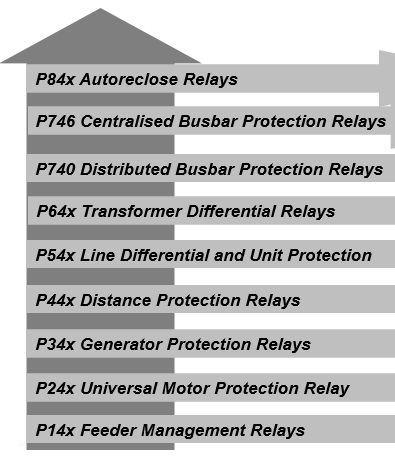 P84x Autoreclose Relays
P746 Centralised Busbar Protection Relays
P740 Distributed Busbar Protection Relays
P64x Transformer Differential Relays
P54x Line Differential and Unit Protection
P44x Distance Protection Relays
P34x Generator Protection Relays
P24x Universal Motor Protection Relay
P14x Feeder Management Relays